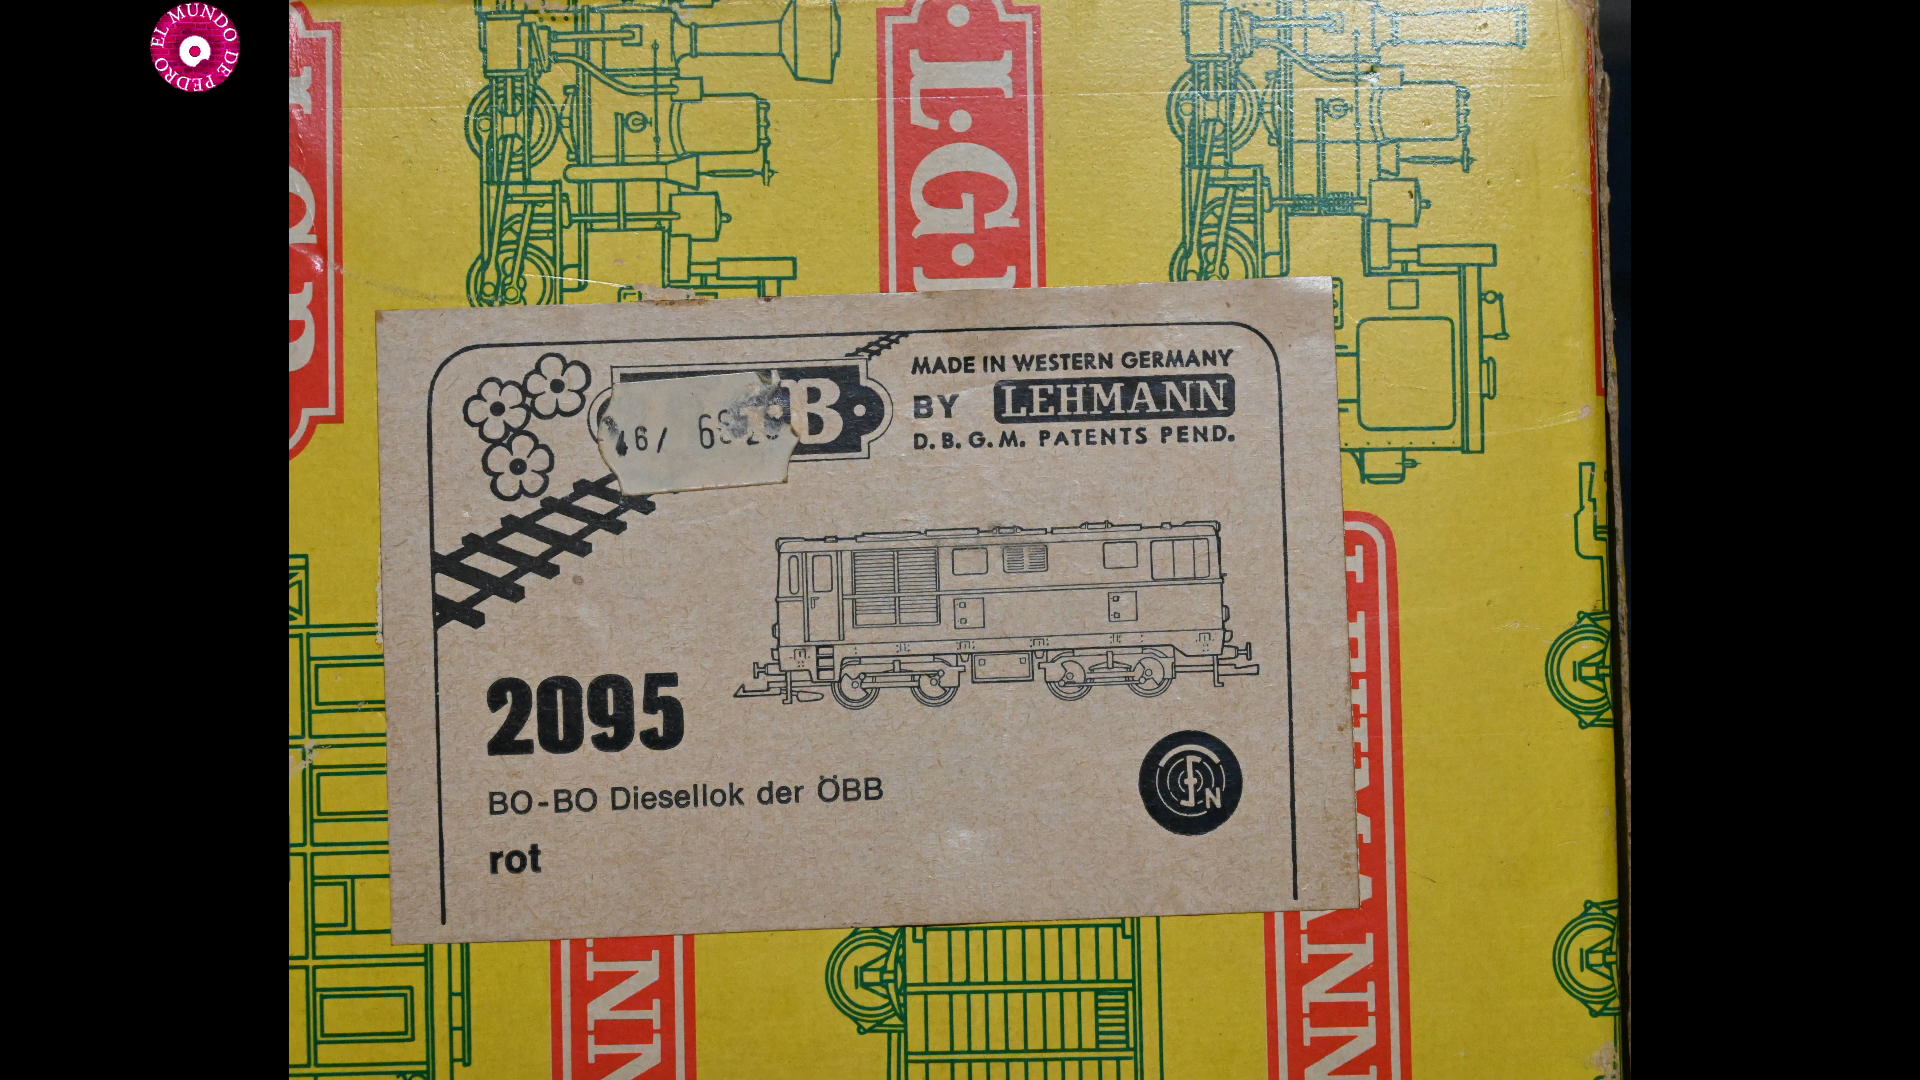 EL MUNDO DE PEDRO
L.G.
MADE IN WESTERN GERMANY
BY LEHMANN
D.B.G.M. PATENTS PEND.
B
2095
BO-BO Diesellok der ÖBB
rot